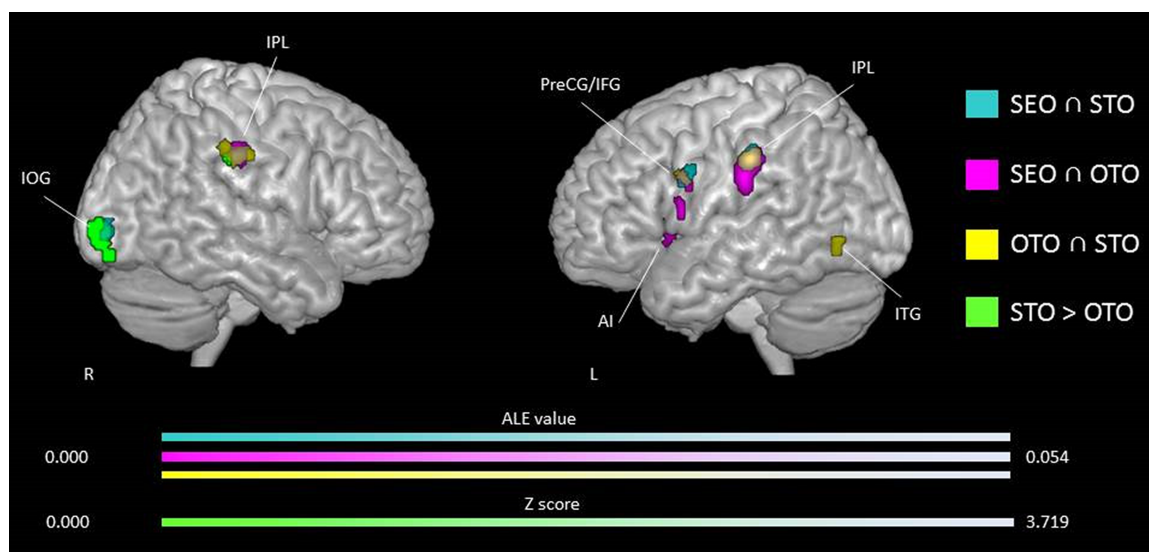 IPL
PreCG/IFG
IPL
IOG
AI
ITG
R
L
SEO ∩ STO
SEO ∩ OTO
OTO ∩ STO
STO > OTO
ALE value
0.000
0.054
Z score
0.000
3.719